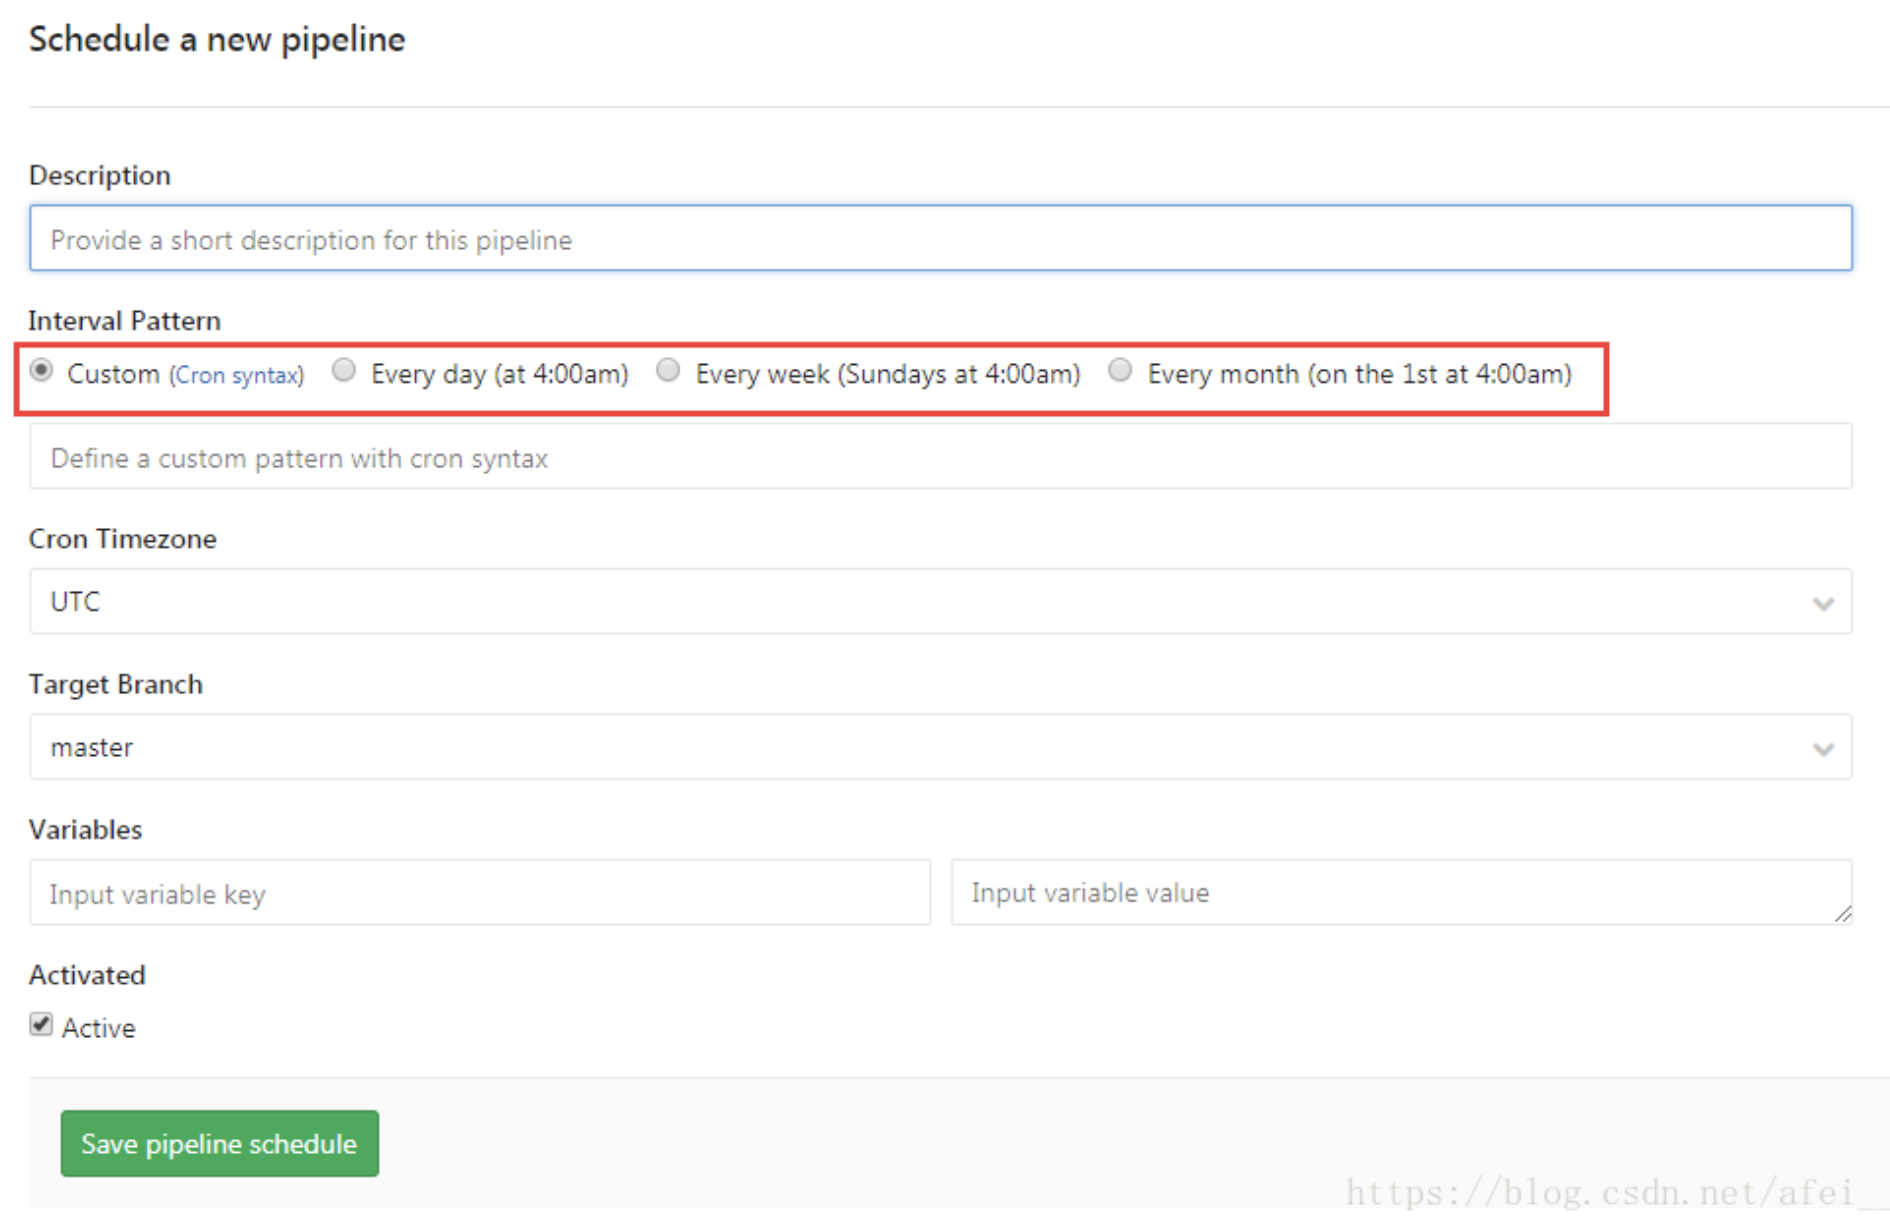 Schedule a new pipeline
Description
Provide a short description for this pipeline
Interval Pattern
Custom (Cron syntax) Every day (at 4:00am) Every week (Sundays at 4:00am) Every month (on the 1st at 4:00am)
Define a custom pattern with cron syntax
Cron Timezone
UTC
Target Branch
master
Variables
Input variable key Input variable value
Activated
Active
Save pipeline schedule
https://blog.csdn.net/afei__